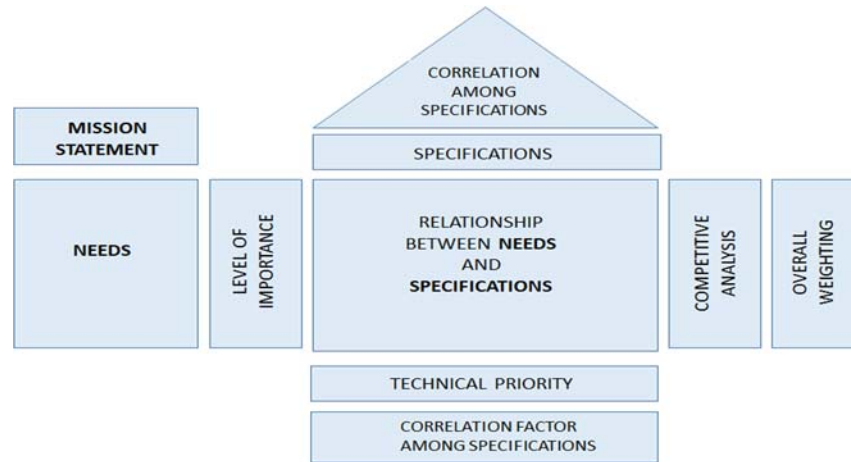 CORRELATION
AMONG
SPECIFICATIONS
MISSION
STATEMENT
SPECIFICATIONS
NEEDS
LEVEL OF
IMPORTANCE
RELATIONSHIP
BETWEEN NEEDS
AND
SPECIFICATIONS
COMPETITIVE
ANALYSIS
OVERALL
WEIGHTING
TECHNICAL PRIORITY
CORRELATION FACTOR
AMONG SPECIFICATIONS